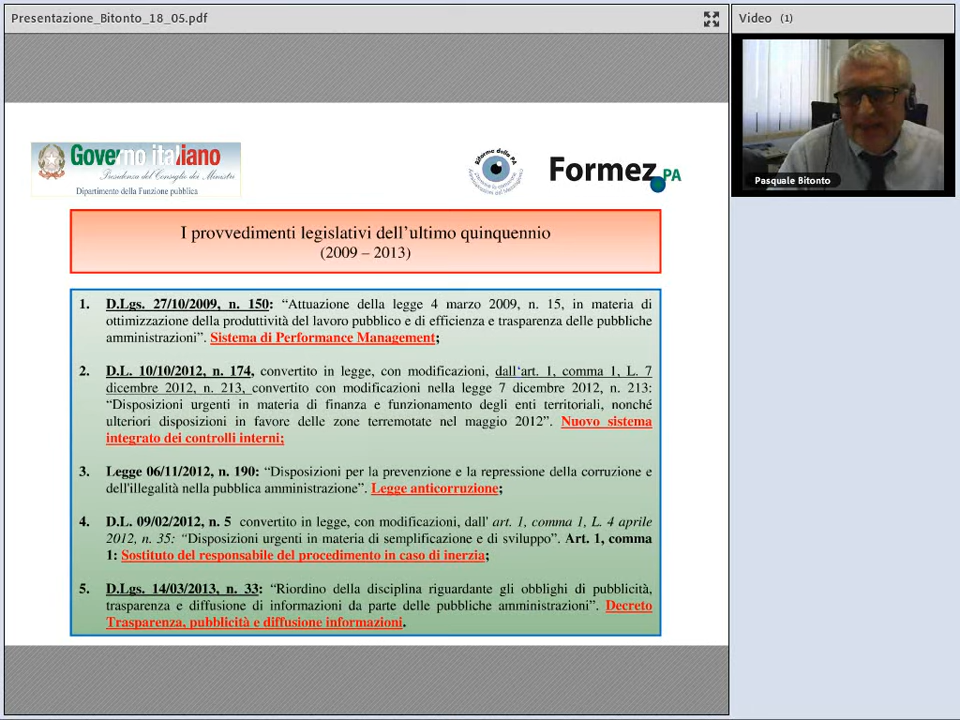 Presentazione_Bitonto_18_05.pdf
Video (1)
Pasquale Bitonto
Governo italiano
Presidenza del Consiglio dei Ministri
Dipartimento della Funzione pubblica
Riforma della PA
Formez PA
I provvedimenti legislativi dell’ultimo quinquennio
(2009 – 2013)
1. D.Lgs. 27/10/2009, n. 150: “Attuazione della legge 4 marzo 2009, n. 15, in materia di
ottimizzazione della produttività del lavoro pubblico e di efficienza e trasparenza delle pubbliche
amministrazioni”. Sistema di Performance Management;
2. D.L. 10/10/2012, n. 174, convertito in legge, con modificazioni, dall‘art. 1, comma 1, L. 7
dicembre 2012, n. 213, convertito con modificazioni nella legge 7 dicembre 2012, n. 213:
“Disposizioni urgenti in materia di finanza e funzionamento degli enti territoriali, nonché
ulteriori disposizioni in favore delle zone terremotate nel maggio 2012”. Nuovo sistema
integrato dei controlli interni;
3. Legge 06/11/2012, n. 190: “Disposizioni per la prevenzione e la repressione della corruzione e
dell'illegalità nella pubblica amministrazione”. Legge anticorruzione;
4. D.L. 09/02/2012, n. 5 convertito in legge, con modificazioni, dall' art. 1, comma 1, L. 4 aprile
2012, n. 35: “Disposizioni urgenti in materia di semplificazione e di sviluppo”. Art. 1, comma
1: Sostituto del responsabile del procedimento in caso di inerzia;
5. D.Lgs. 14/03/2013, n. 33: “Riordino della disciplina riguardante gli obblighi di pubblicità,
trasparenza e diffusione di informazioni da parte delle pubbliche amministrazioni”. Decreto
Trasparenza, pubblicità e diffusione informazioni.